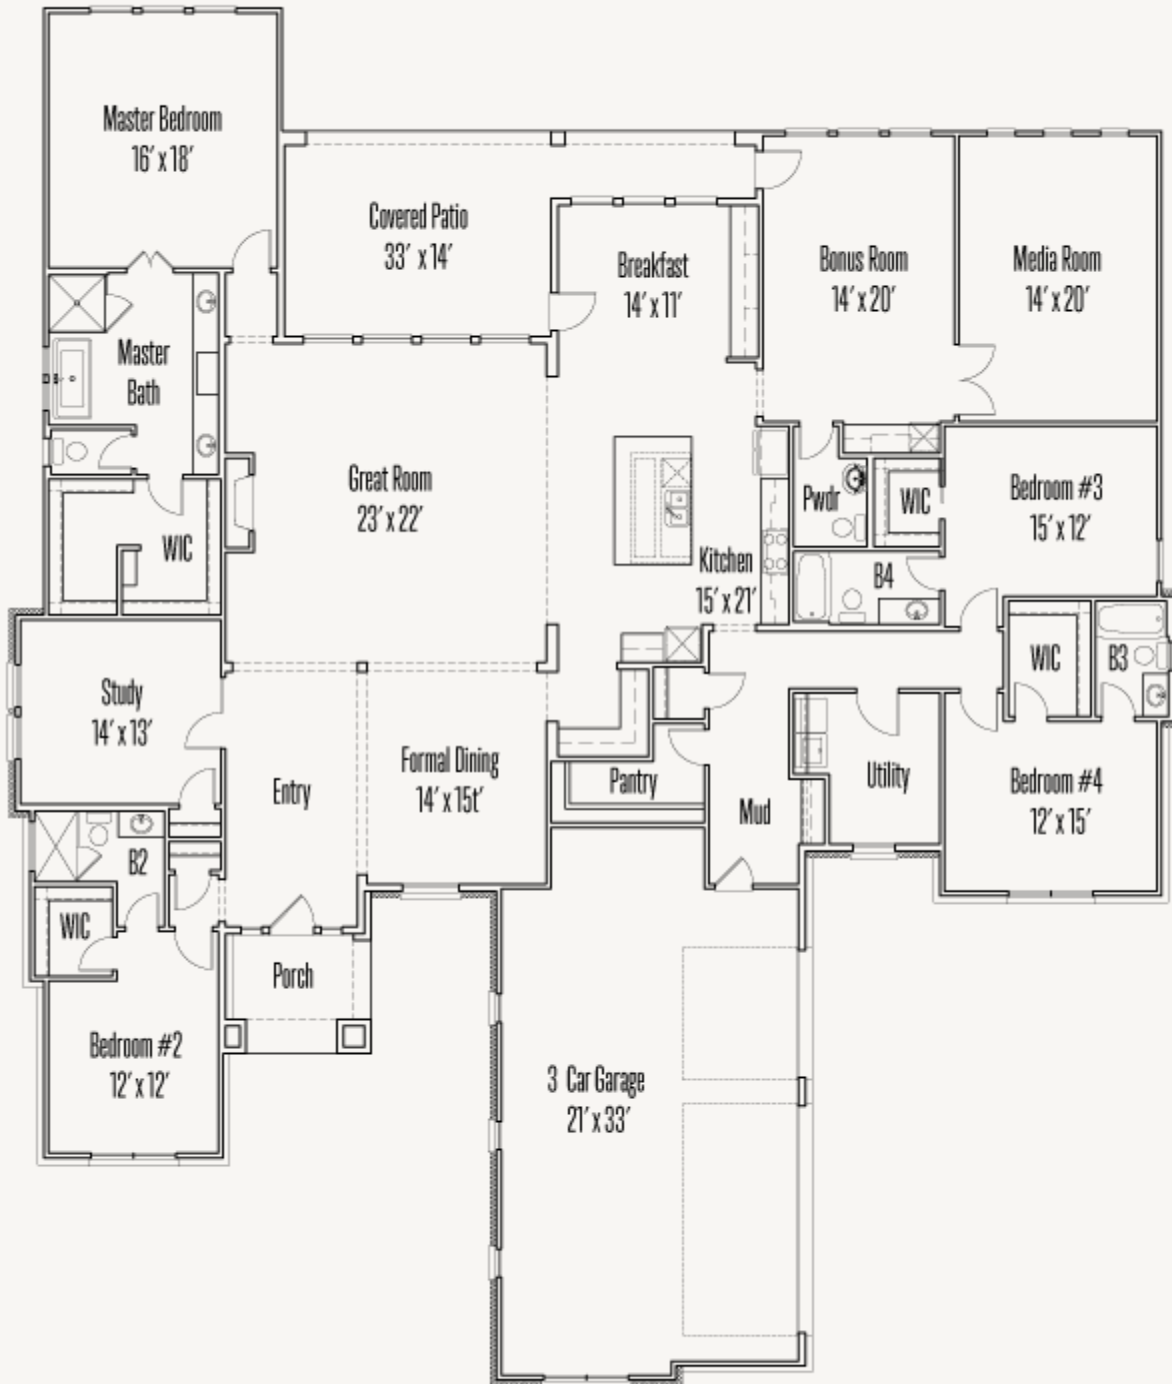 Master Bedroom
16' x 18'
Covered Patio
33' x 14'
Breakfast
14' x 11'
Bonus Room
14' x 20'
Media Room
14' x 20'
Master
Bath
Great Room
23' x 22'
WIC
Pwdr
WIC
Bedroom #3
15' x 12'
Kitchen
15' x 21'
B4
WIC
B3
Study
14' x 13'
Entry
Formal Dining
14' x 15t'
Pantry
Mud
Utility
Bedroom #4
12' x 15'
B2
WIC
Porch
Bedroom #2
12' x 12'
3 Car Garage
21' x 33'